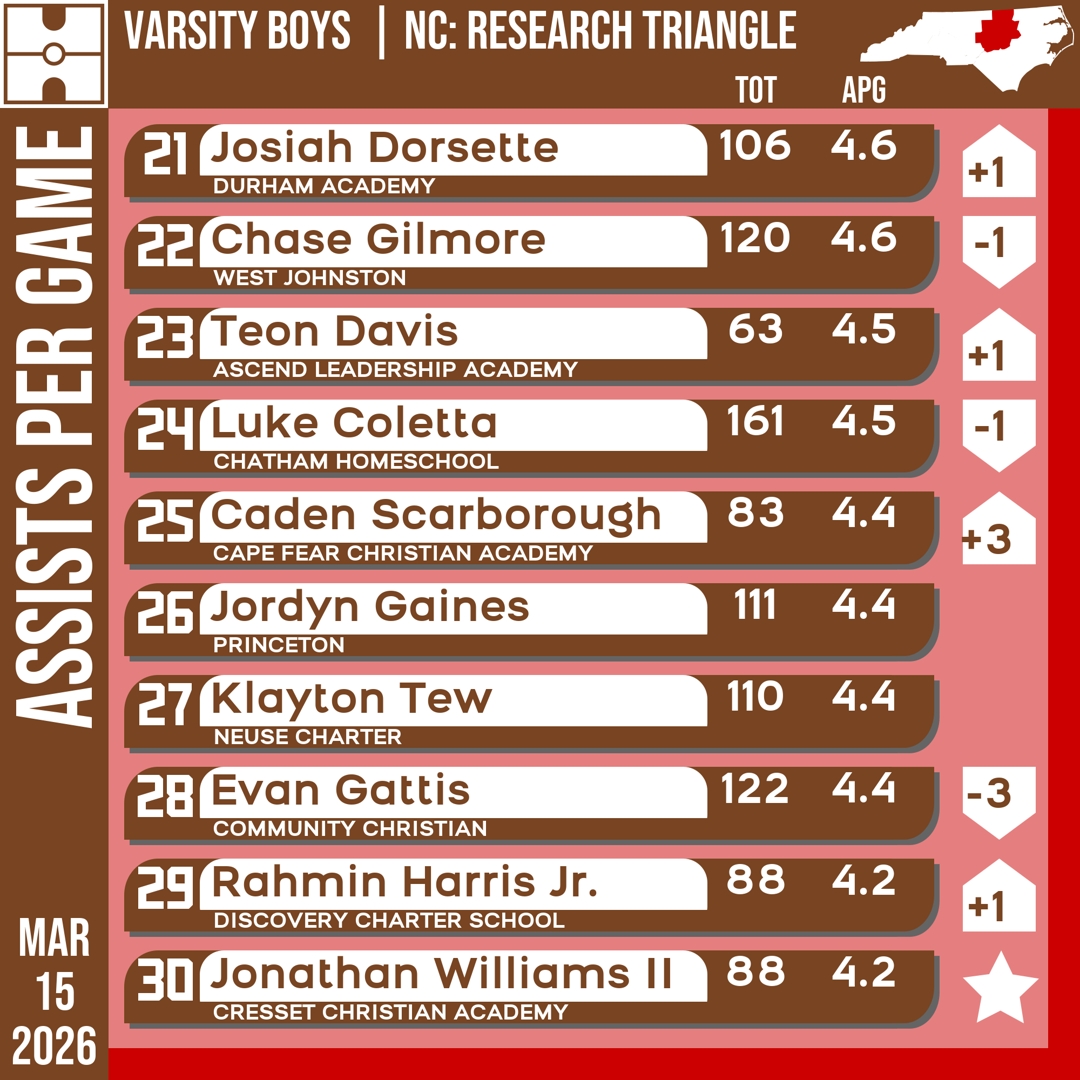 VARSITY BOYS | NC: RESEARCH TRIANGLE
TOT APG
ASSISTS PER GAME
21 Josiah Dorsette 106 4.6 +1
DURHAM ACADEMY
22 Chase Gilmore 120 4.6 -1
WEST JOHNSTON
23 Teon Davis 63 4.5 +1
ASCEND LEADERSHIP ACADEMY
24 Luke Coletta 161 4.5 -1
CHATHAM HOMESCHOOL
25 Caden Scarborough 83 4.4 +3
CAPE FEAR CHRISTIAN ACADEMY
26 Jordyn Gaines 111 4.4
PRINCETON
27 Klayton Tew 110 4.4
NEUSE CHARTER
28 Evan Gattis 122 4.4 -3
COMMUNITY CHRISTIAN
29 Rahmin Harris Jr. 88 4.2 +1
DISCOVERY CHARTER SCHOOL
30 Jonathan Williams II 88 4.2
CRESSET CHRISTIAN ACADEMY
MAR
15
2026